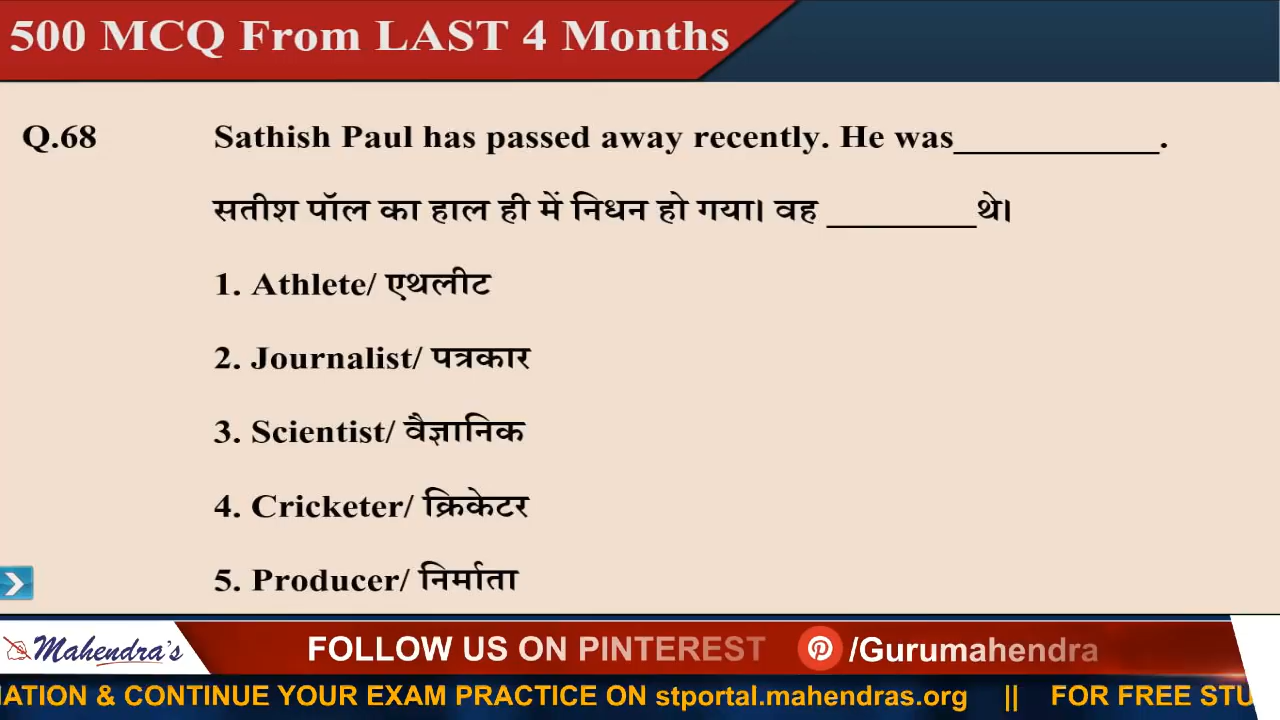 500 MCQ From LAST 4 Months
Q.68 Sathish Paul has passed away recently. He was____________.
सतीश पॉल का हाल ही में निधन हो गया। वह _________थे।
1. Athlete/ एथलीट
2. Journalist/ पत्रकार
3. Scientist/ वैज्ञानिक
4. Cricketer/ क्रिकेटर
5. Producer/ निर्माता
Mahendra's FOLLOW US ON PINTEREST /Gurumahendra
ATION & CONTINUE YOUR EXAM PRACTICE ON stportal.mahendras.org || FOR FREE STU